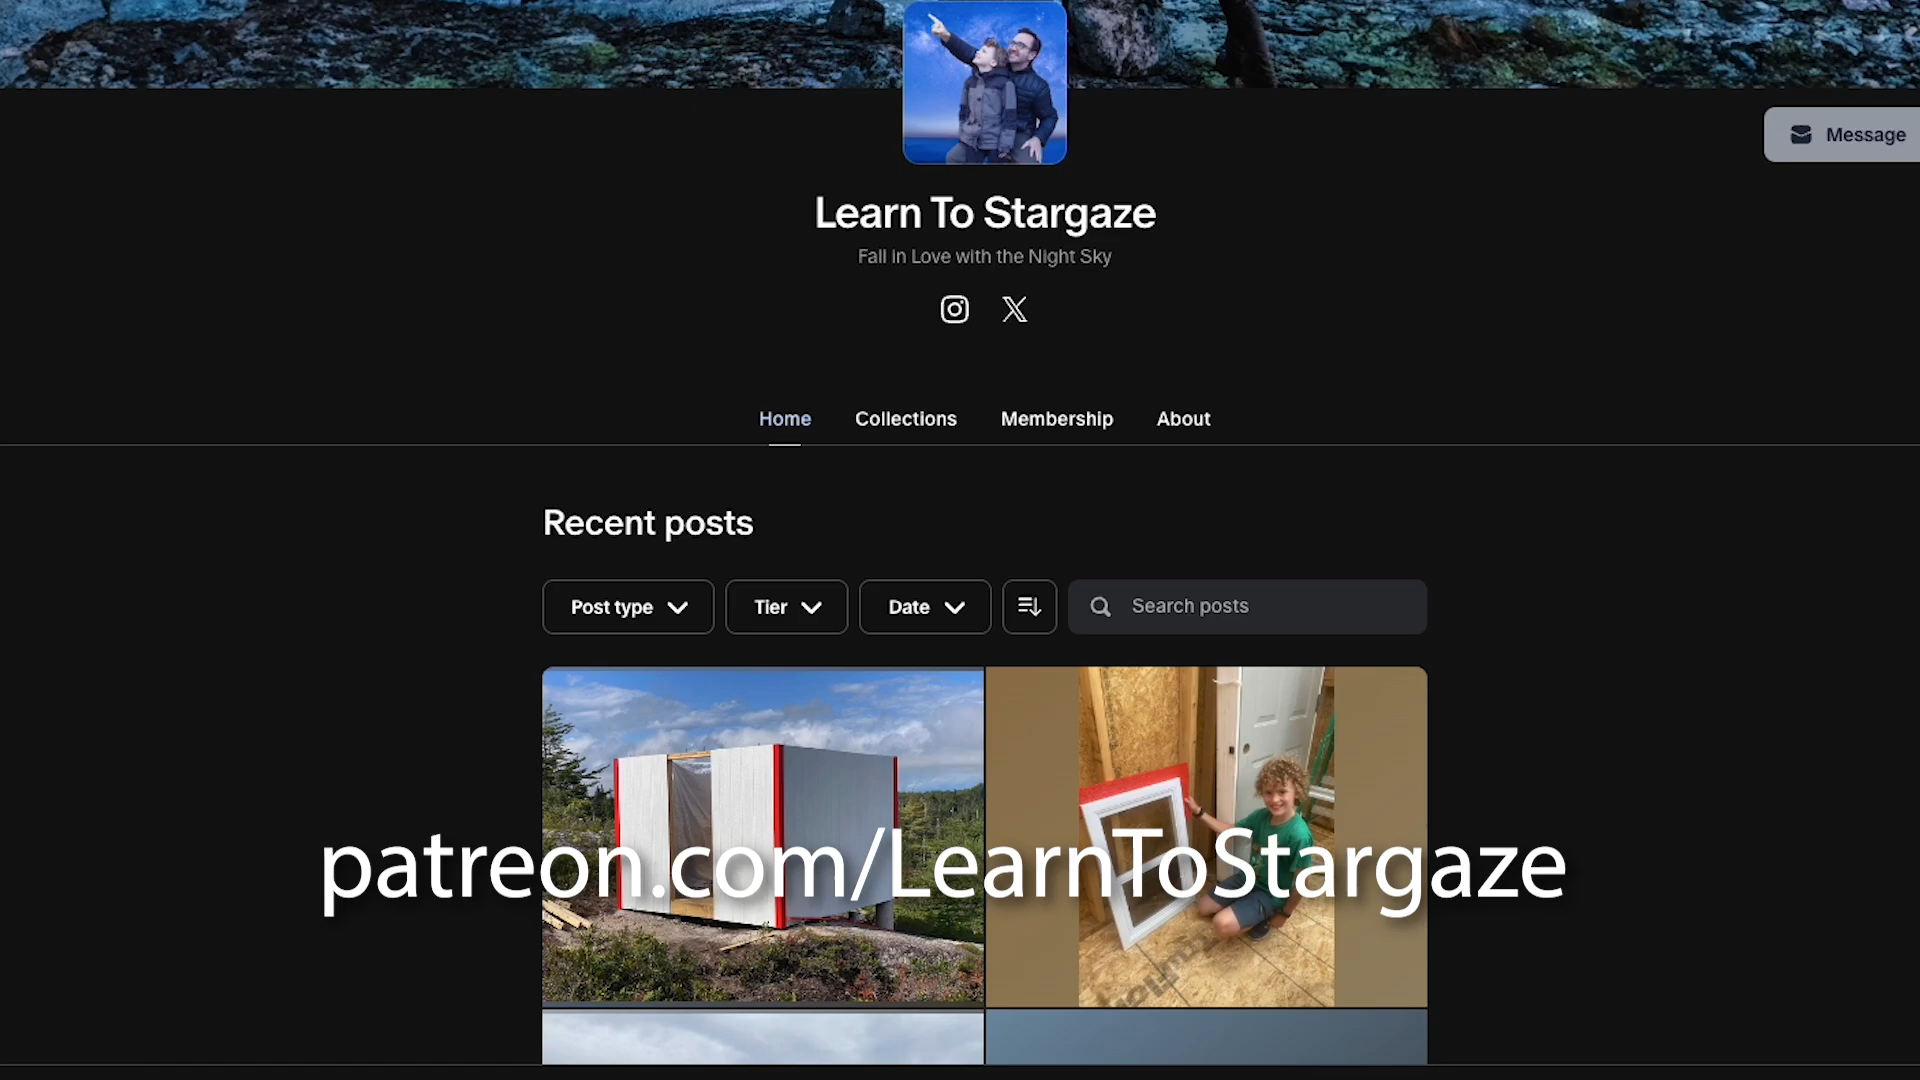 Message
Learn To Stargaze
Fall in Love with the Night Sky
Home Collections Membership About
Recent posts
Post type Tier Date Search posts
patreon.com/LearnToStargaze